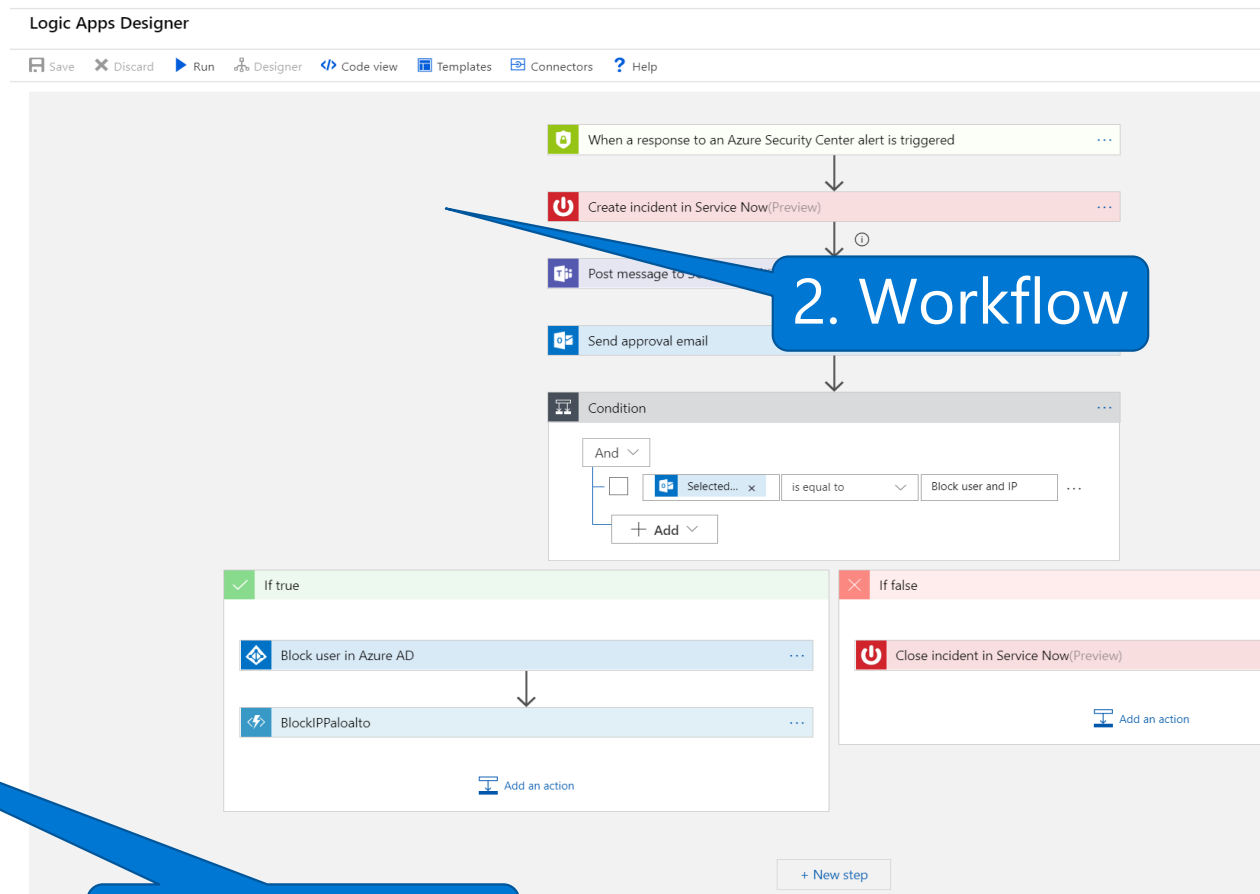 Logic Apps Designer
Save Discard Run Designer Code view Templates Connectors ? Help
When a response to an Azure Security Center alert is triggered
Create incident in Service Now(Preview)
Post message to
2. Workflow
Send approval email
Condition
And
Selected... x is equal to Block user and IP ...
+ Add
If true
If false
Block user in Azure AD
Close incident in Service Now(Preview)
BlockIPPaloalto
Add an action
Add an action
+ New step